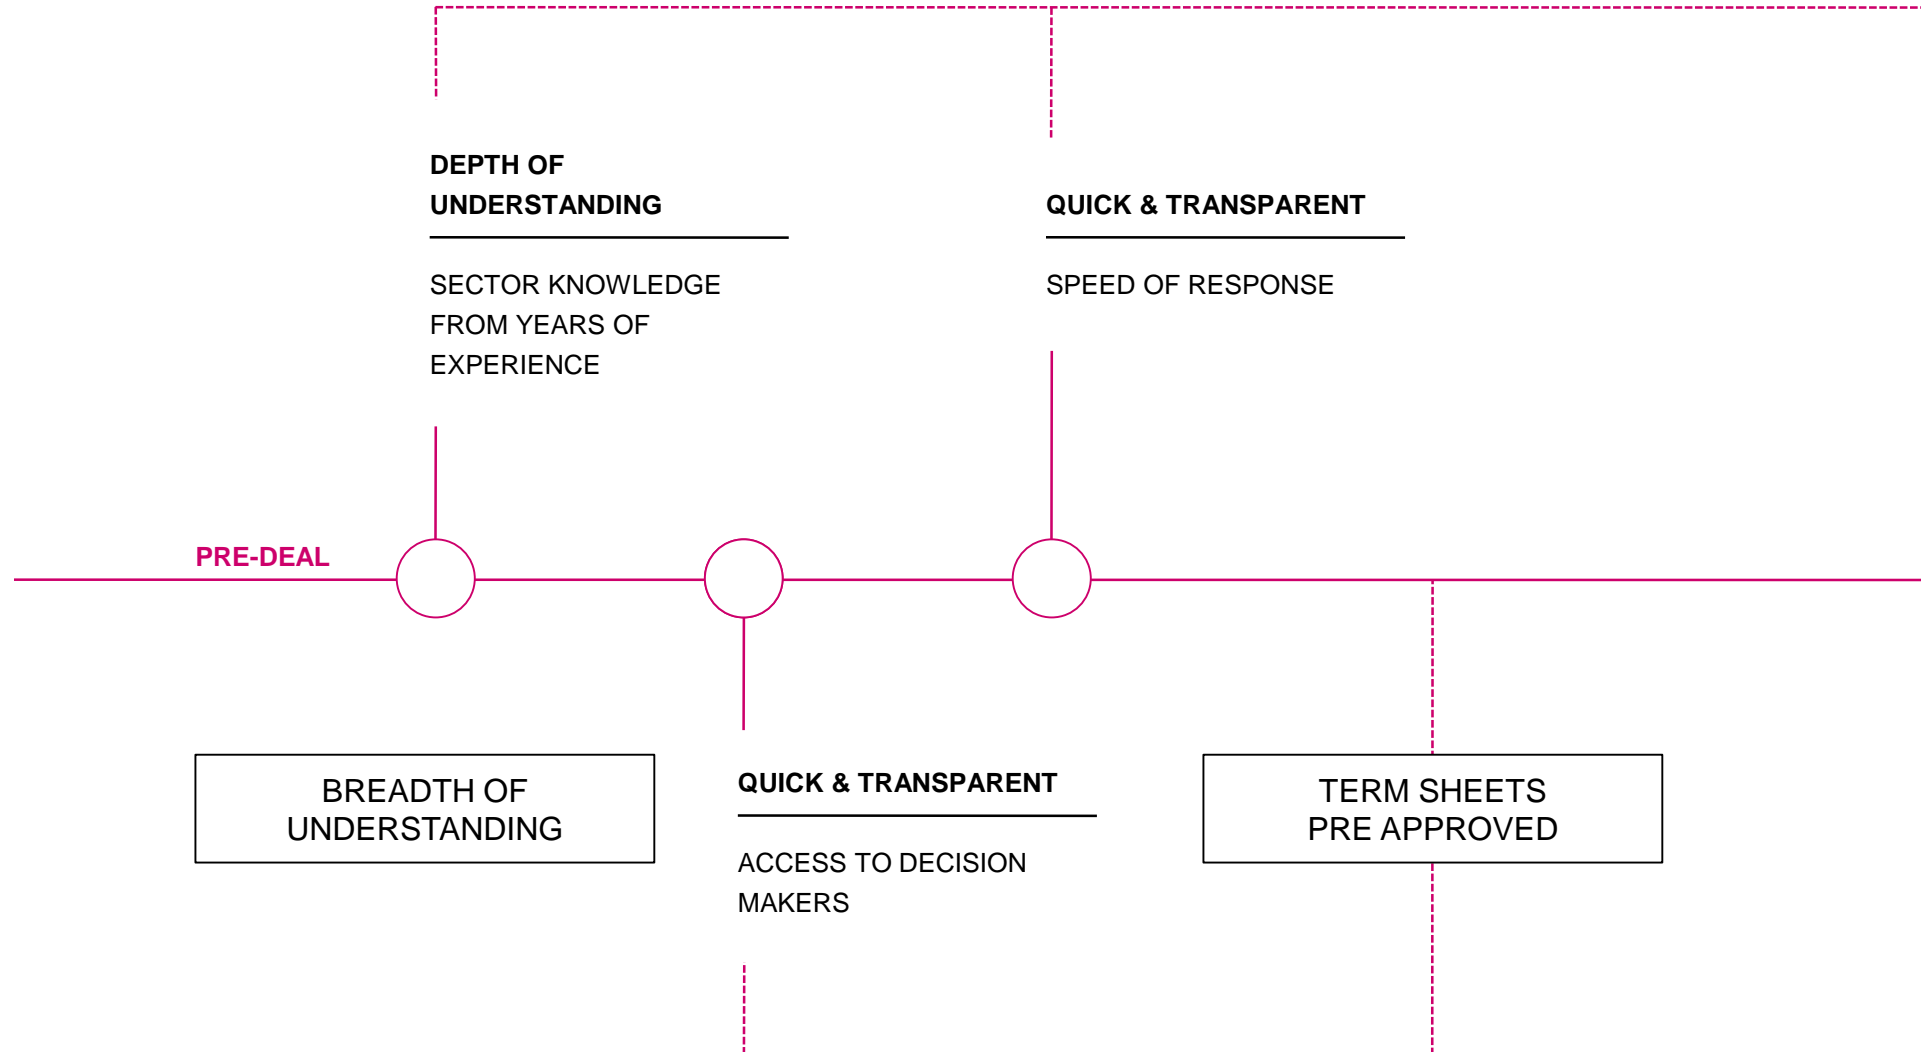 DEPTH OF
UNDERSTANDING
SECTOR KNOWLEDGE
FROM YEARS OF
EXPERIENCE
QUICK & TRANSPARENT
SPEED OF RESPONSE
PRE-DEAL
BREADTH OF
UNDERSTANDING
QUICK & TRANSPARENT
ACCESS TO DECISION
MAKERS
TERM SHEETS
PRE APPROVED